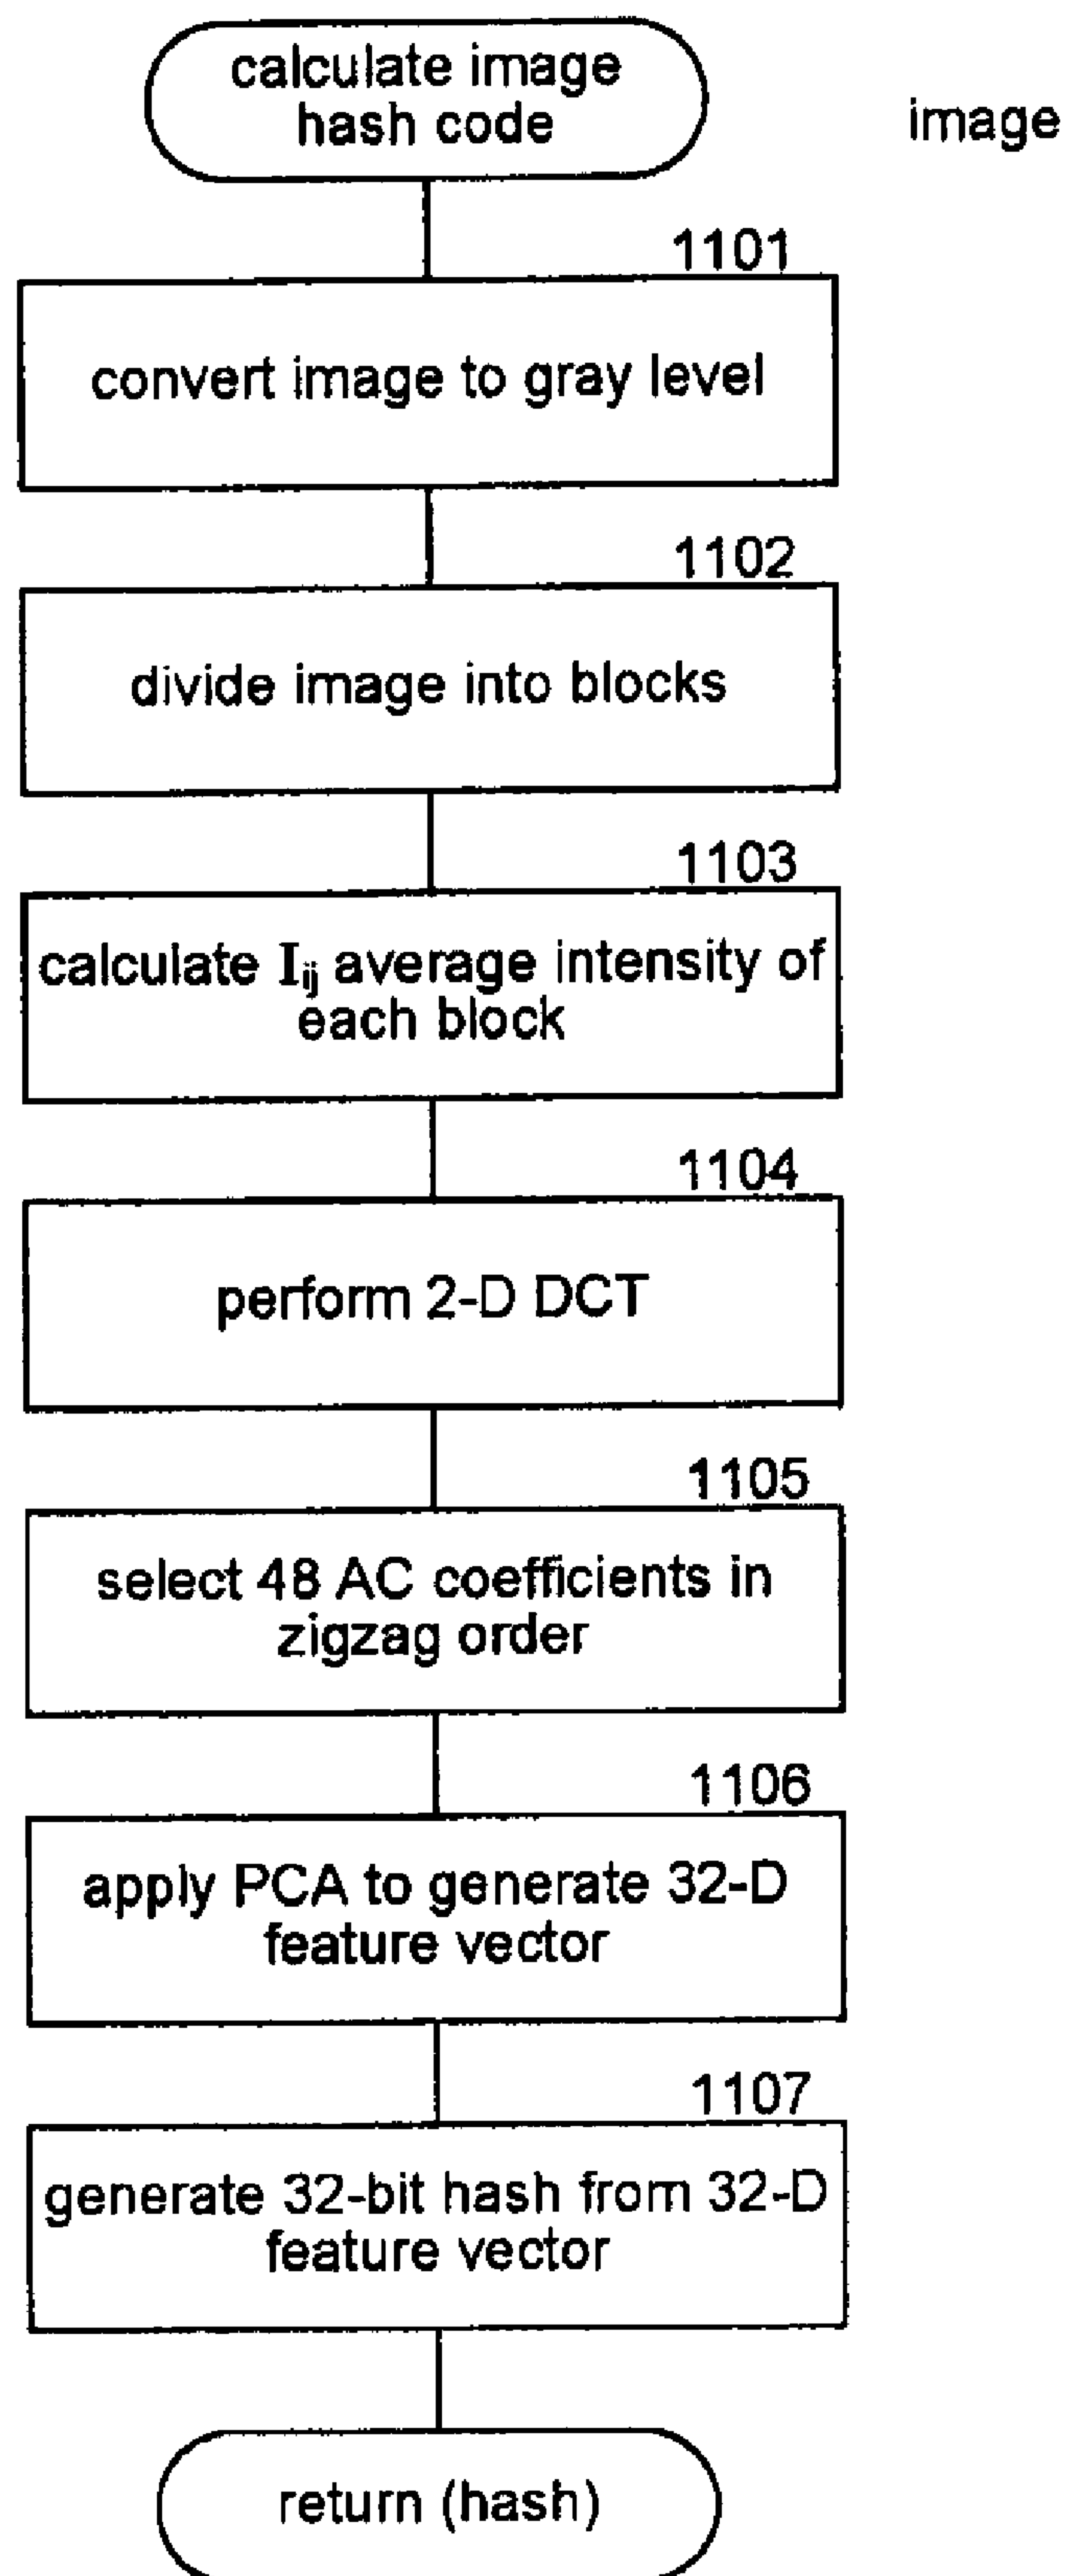 calculate image
hash code
image
1101
convert image to gray level
1102
divide image into blocks
1103
calculate Iij average intensity of
each block
1104
perform 2-D DCT
1105
select 48 AC coefficients in
zigzag order
1106
apply PCA to generate 32-D
feature vector
1107
generate 32-bit hash from 32-D
feature vector
return (hash)